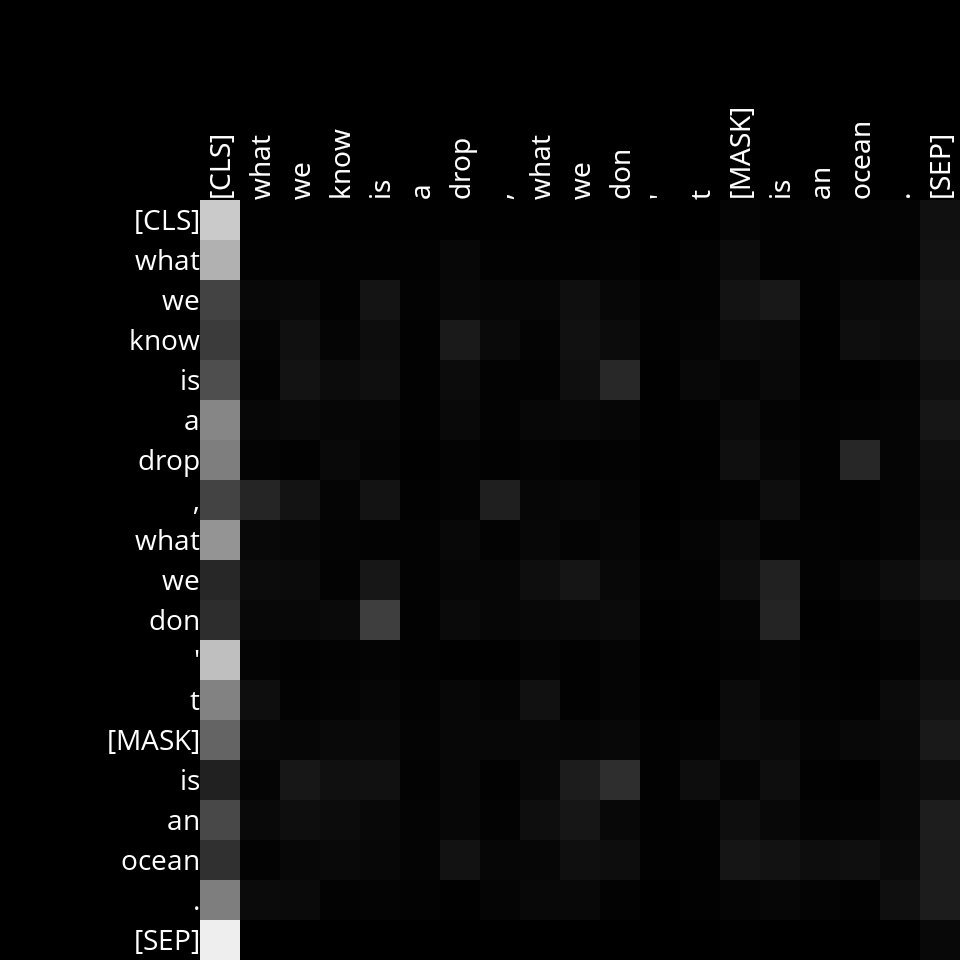 [CLS] what we know is a drop , what we don ' t [MASK] is an ocean . [SEP]
[CLS]
what
we
know
is
a
drop
,
what
we
don
'
t
[MASK]
is
an
ocean
.
[SEP]